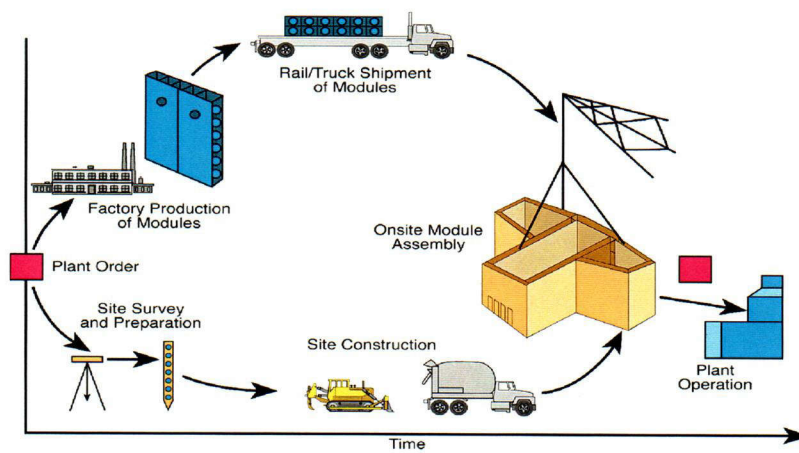 Rail/Truck Shipment
of Modules
Factory Production
of Modules
Onsite Module
Assembly
Plant Order
Site Survey
and Preparation
Site Construction
Plant
Operation
Time